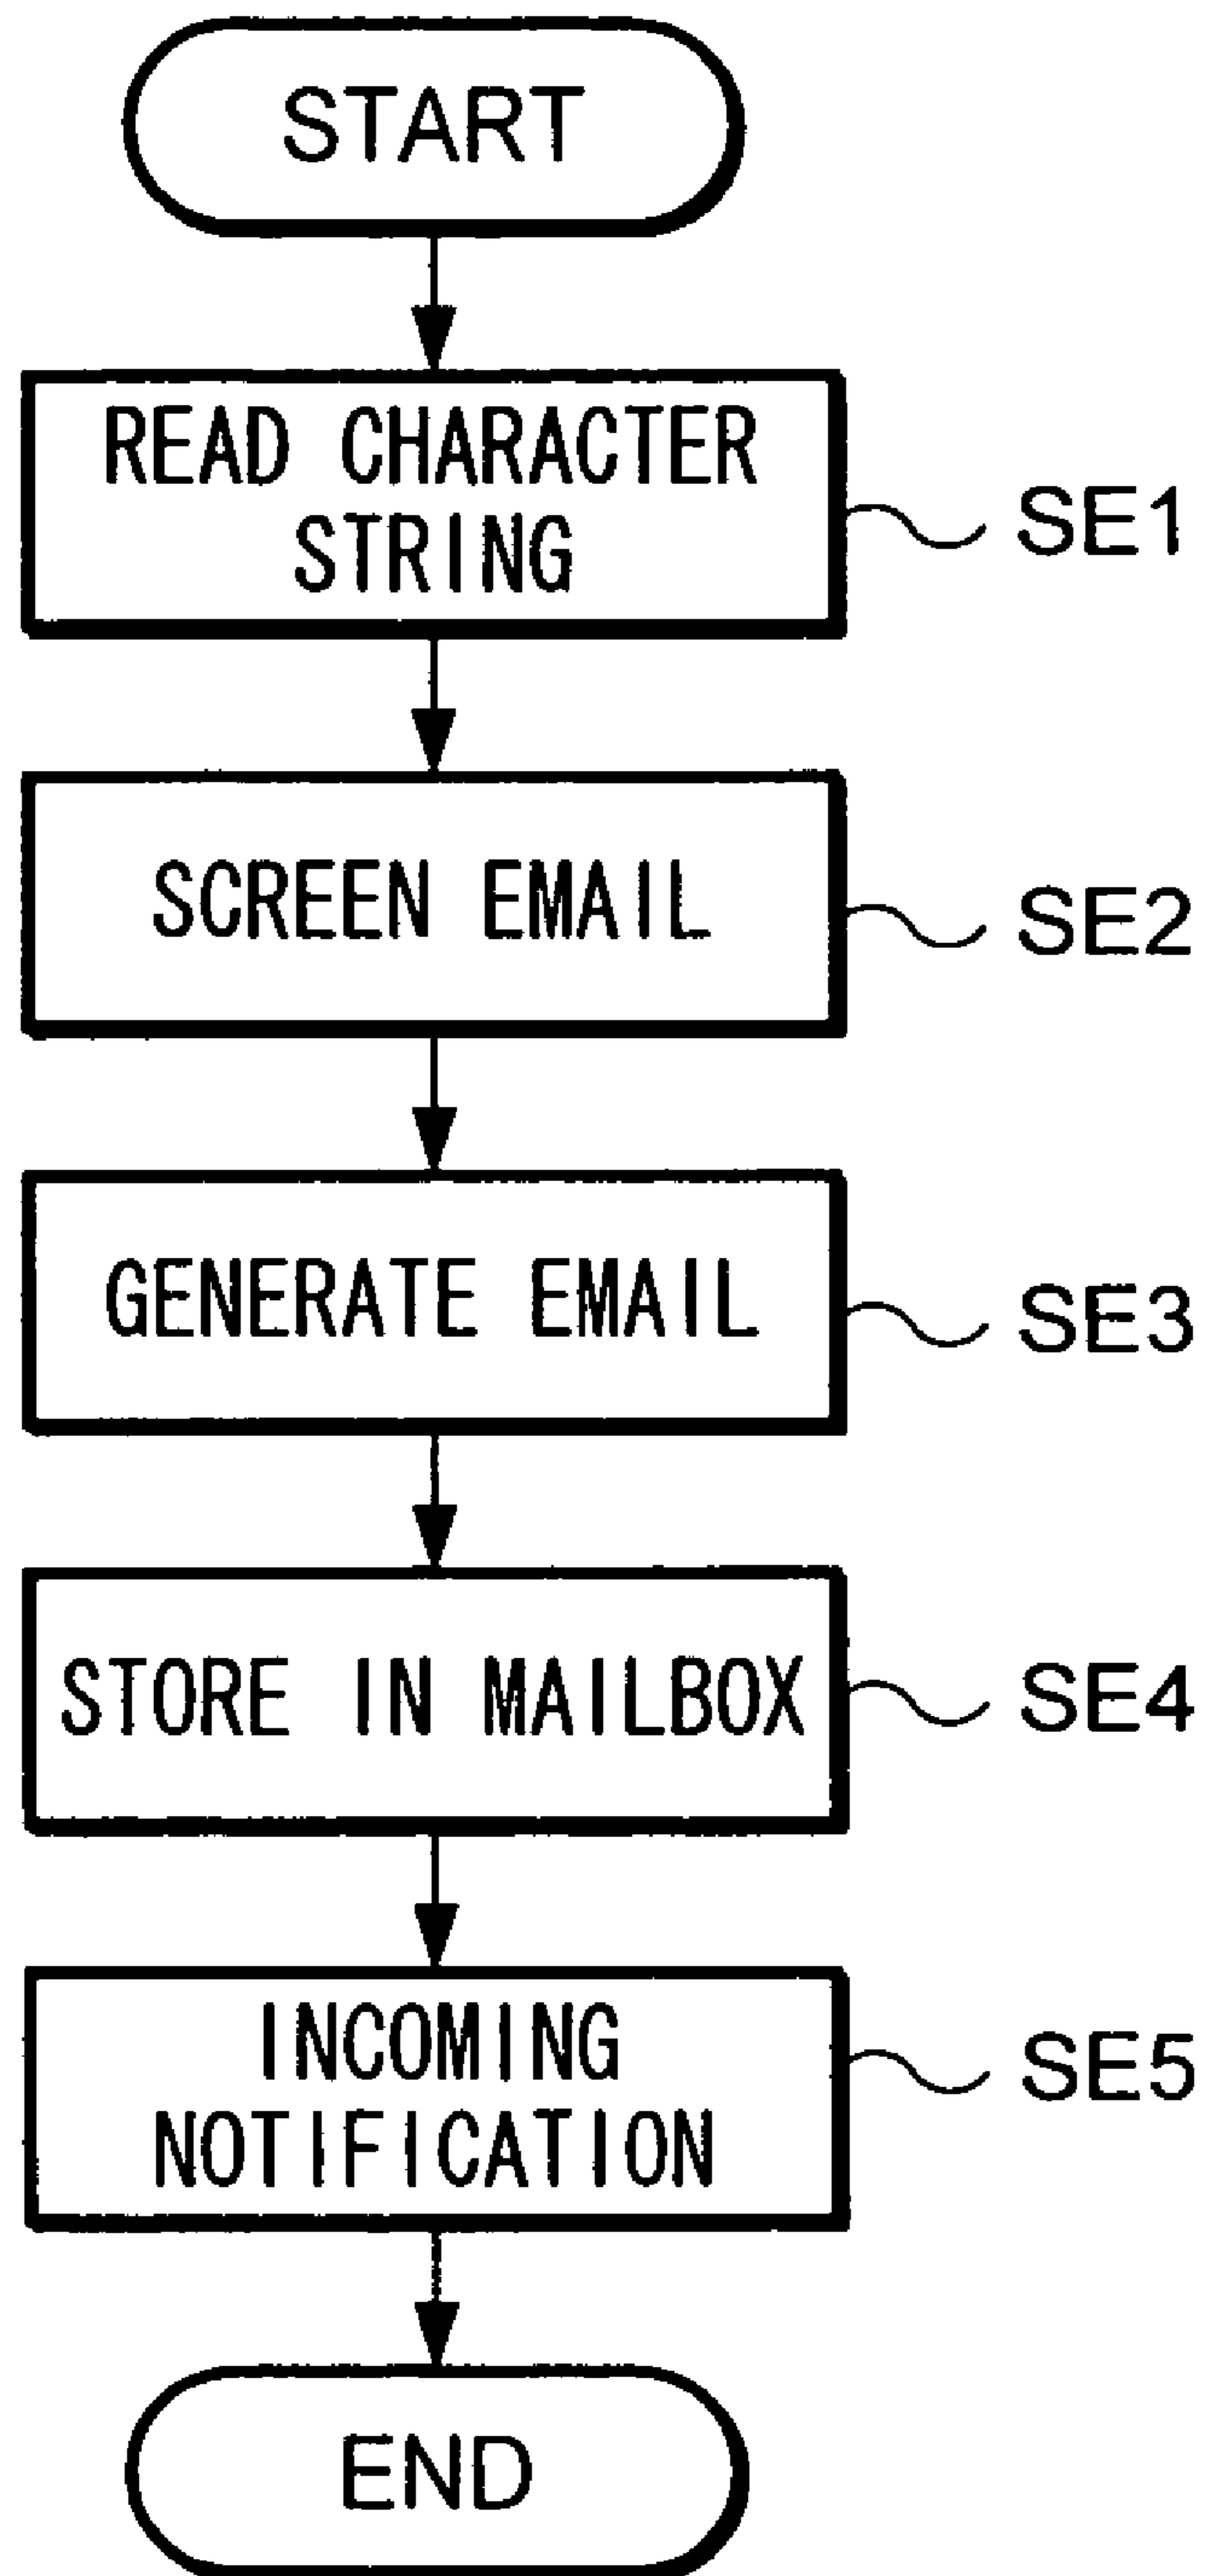 START
READ CHARACTER
STRING
SE1
SCREEN EMAIL
SE2
GENERATE EMAIL
SE3
STORE IN MAILBOX
SE4
INCOMING
NOTIFICATION
SE5
END